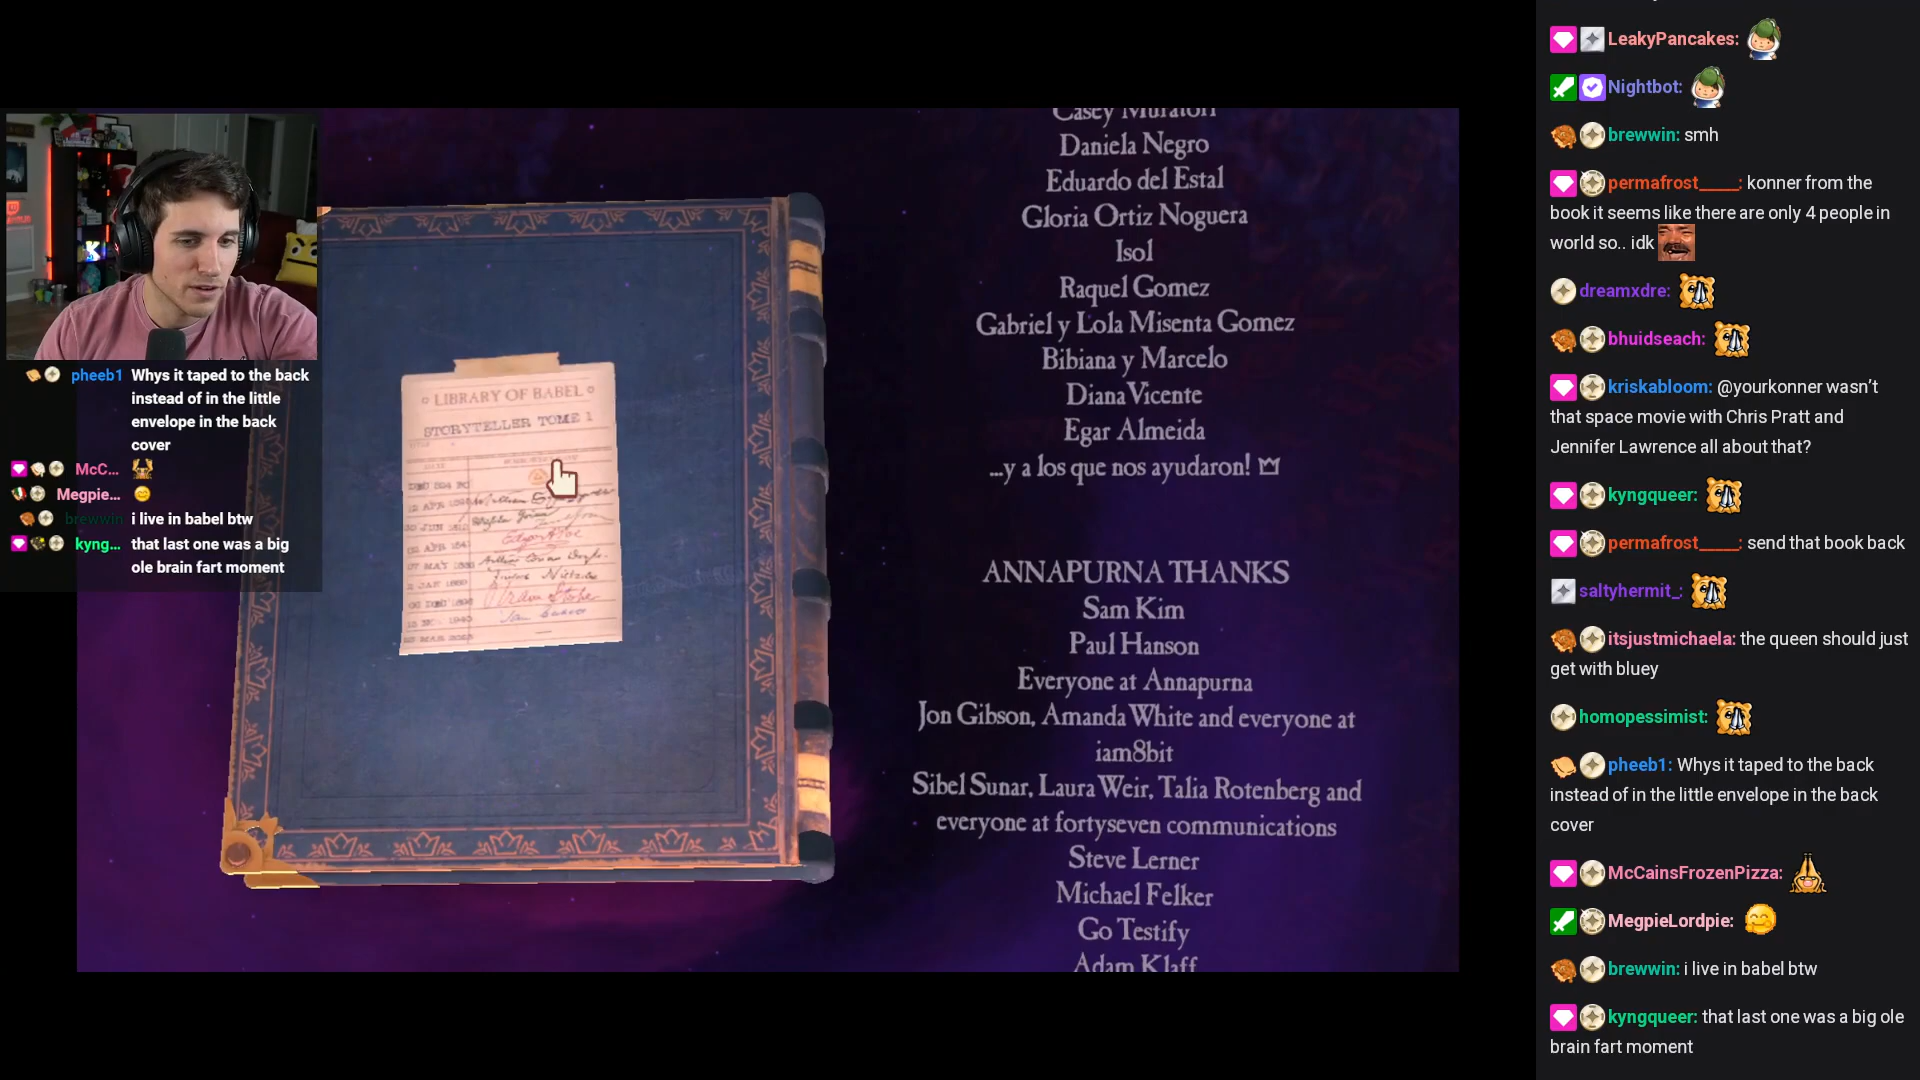 pheeb1 Whys it taped to the back
instead of in the little
envelope in the back
cover
McC...
Megpie...
brewwin i live in babel btw
kyng... that last one was a big
ole brain fart moment
LIBRARY OF BABEL
STORYTELLER TOME 1
Casey Muratori
Daniela Negro
Eduardo del Estal
Gloria Ortiz Noguera
Isol
Raquel Gomez
Gabriel y Lola Misenta Gomez
Bibiana y Marcelo
Diana Vicente
Egar Almeida
...y a los que nos ayudaron!
ANNAPURNA THANKS
Sam Kim
Paul Hanson
Everyone at Annapurna
Jon Gibson, Amanda White and everyone at
iam8bit
Sibel Sunar, Laura Weir, Talia Rotenberg and
everyone at fortyseven communications
Steve Lerner
Michael Felker
Go Testify
Adam Klaff
LeakyPancakes:
Nightbot:
brewwin: smh
permafrost_____: konner from the
book it seems like there are only 4 people in
world so.. idk
dreamxdre:
bhuidseach:
kriskabloom: @yourkonner wasn't
that space movie with Chris Pratt and
Jennifer Lawrence all about that?
kyngqueer:
permafrost_____: send that book back
saltyhermit_:
itsjustmichaela: the queen should just
get with bluey
homopessimist:
pheeb1: Whys it taped to the back
instead of in the little envelope in the back
cover
McCainsFrozenPizza:
MegpieLordpie:
brewwin: i live in babel btw
kyngqueer: that last one was a big ole
brain fart moment